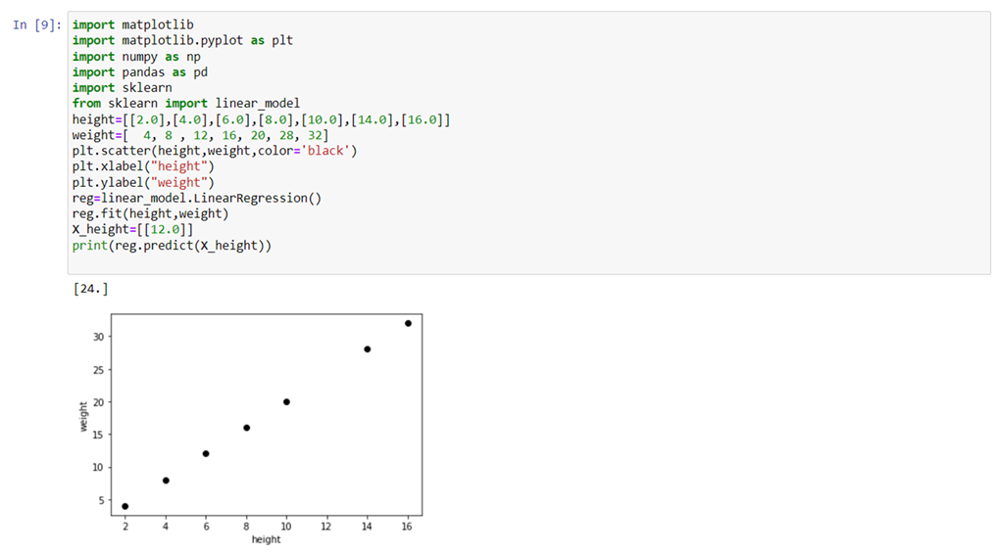 In [9]: import matplotlib
import matplotlib.pyplot as plt
import numpy as np
import pandas as pd
import sklearn
from sklearn import linear_model
height=[[2.0],[4.0],[6.0],[8.0],[10.0],[14.0],[16.0]]
weight=[  4, 8 , 12, 16, 20, 28, 32]
plt.scatter(height,weight,color='black')
plt.xlabel("height")
plt.ylabel("weight")
reg=linear_model.LinearRegression()
reg.fit(height,weight)
X_height=[[12.0]]
print(reg.predict(X_height))
[24.]
30
25
20
15
10
5
weight
2 4 6 8 10 12 14 16
height